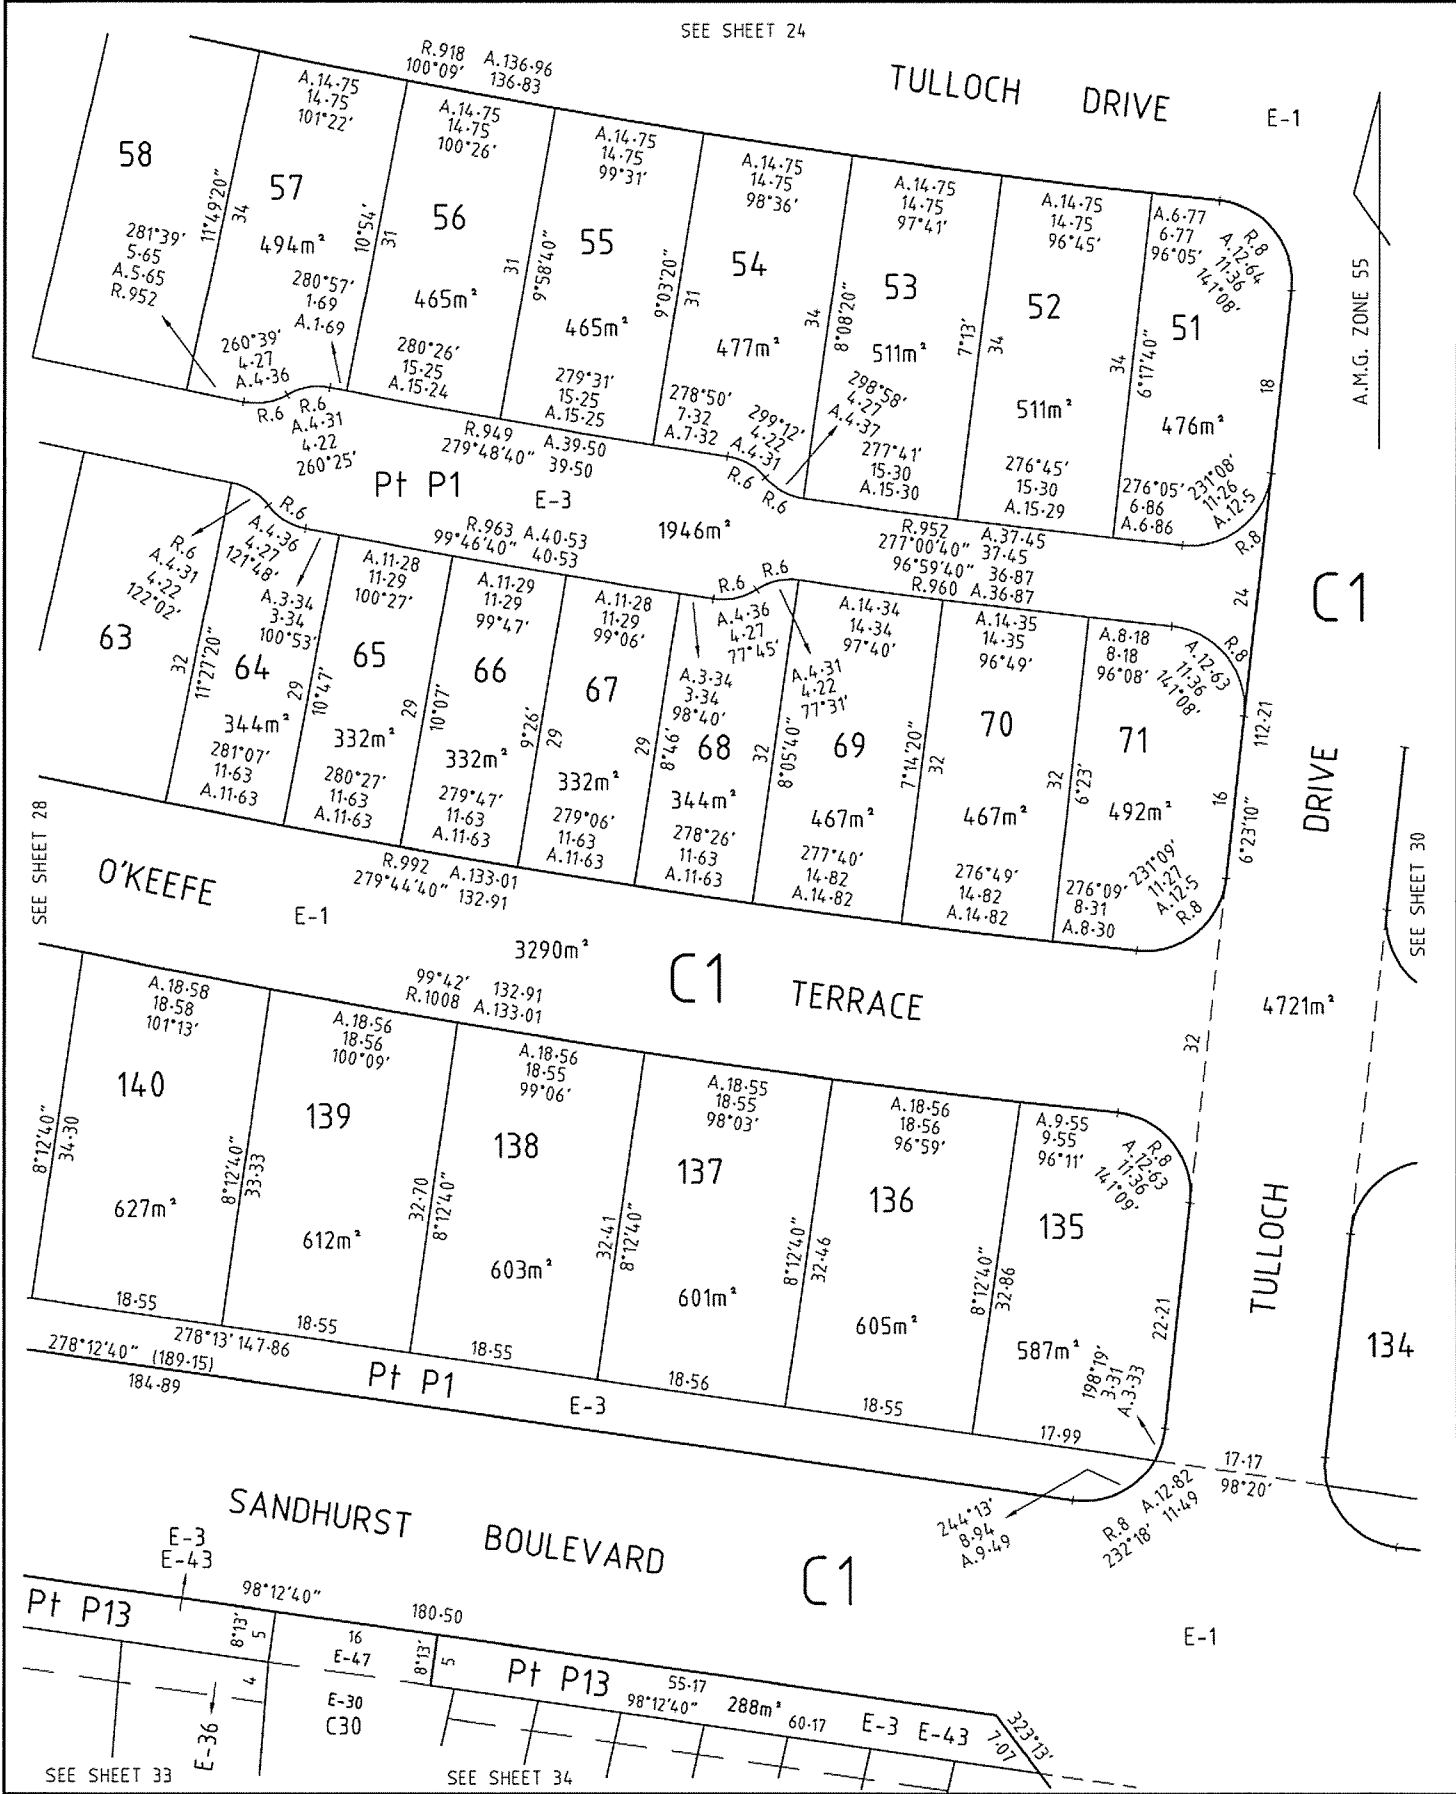 SEE SHEET 24
TULLOCH DRIVE
E-1
A.M.G. ZONE 55
R.918 A.136·96
100°09' 136·83
58
281°39'
5·65
A.5·65
R.952
11°49'20"
34
A.14·75
14·75
101°22'
57
494m²
280°57'
1·69
A.1·69
260°39'
4·27
A.4·36
R.6
R.6
A.4·31
4·22
260°25'
10°54'
31
A.14·75
14·75
100°26'
56
465m²
280°26'
15·25
A.15·24
31
9°58'40"
A.14·75
14·75
99°31'
55
465m²
279°31'
15·25
A.15·25
9°03'20"
31
A.14·75
14·75
98°36'
54
477m²
278°50'
7·32
A.7·32
299°12'
4·22
A.4·31
R.6
R.6
34
8°08'20"
A.14·75
14·75
97°41'
53
511m²
298°58'
4·27
A.4·37
277°41'
15·30
A.15·30
7°13'
34
A.14·75
14·75
96°45'
52
511m²
276°45'
15·30
A.15·29
34
6°17'40"
A.6·77
6·77
96°05'
R.8
A.12·64
11·36
141°08'
51
18
476m²
276°05'
6·86
A.6·86
231°08'
11·26
A.12·5
R.8
R.949 A.39·50
279°48'40" 39·50
Pt P1
E-3
1946m²
R.963 A.40·53
99°46'40" 40·53
R.952 A.37·45
277°00'40" 37·45
96°59'40" 36·87
R.960 A.36·87
24
C1
63
R.6
A.4·31
4·22
122°02'
R.6
A.4·36
4·27
121°48'
32
11°27'20"
A.3·34
3·34
100°53'
64
344m²
281°07'
11·63
A.11·63
29
10°47'
A.11·28
11·29
100°27'
65
332m²
280°27'
11·63
A.11·63
29
10°07'
A.11·29
11·29
99°47'
66
332m²
279°47'
11·63
A.11·63
9°26'
29
A.11·28
11·29
99°06'
67
332m²
279°06'
11·63
A.11·63
29
8°46'
R.6
R.6
A.4·36
4·27
77°45'
A.3·34
3·34
98°40'
68
344m²
278°26'
11·63
A.11·63
32
8°05'40"
A.4·31
4·22
77°31'
A.14·34
14·34
97°40'
69
467m²
277°40'
14·82
A.14·82
7°14'20"
32
A.14·35
14·35
96°49'
70
467m²
276°49'
14·82
A.14·82
32
6°23'
A.8·18
8·18
96°08'
R.8
A.12·63
11·36
141°08'
71
16
492m²
276°09'
8·31
A.8·30
231°09'
11·27
A.12·5
R.8
112·21
6°23'10"
DRIVE
SEE SHEET 30
SEE SHEET 28
O'KEEFE
E-1
R.992 A.133·01
279°44'40" 132·91
3290m²
C1
TERRACE
99°42' 132·91
R.1008 A.133·01
4721m²
32
8°12'40"
34·30
A.18·58
18·58
101°13'
140
627m²
18·55
8°12'40"
33·33
A.18·56
18·56
100°09'
139
612m²
18·55
32·70
8°12'40"
A.18·56
18·55
99°06'
138
603m²
18·55
32·41
8°12'40"
A.18·55
18·55
98°03'
137
601m²
18·56
8°12'40"
32·46
A.18·56
18·56
96°59'
136
605m²
18·55
8°12'40"
32·86
A.9·55
9·55
96°11'
R.8
A.12·63
11·36
141°09'
135
587m²
22·21
198°19'
3·31
A.3·33
17·99
TULLOCH
134
278°13' 147·86
278°12'40" (189·15)
184·89
Pt P1
E-3
17·17
98°20'
244°13'
8·94
A.9·49
R.8 A.12·82
232°18' 11·49
SANDHURST BOULEVARD
C1
E-1
E-3
E-43
98°12'40"
180·50
Pt P13
8°13'
5
16
E-47
8°13'
5
Pt P13
55·17
98°12'40"
288m²
60·17
E-3 E-43
323°13'
7·07
4
E-36
E-30
C30
SEE SHEET 33
SEE SHEET 34